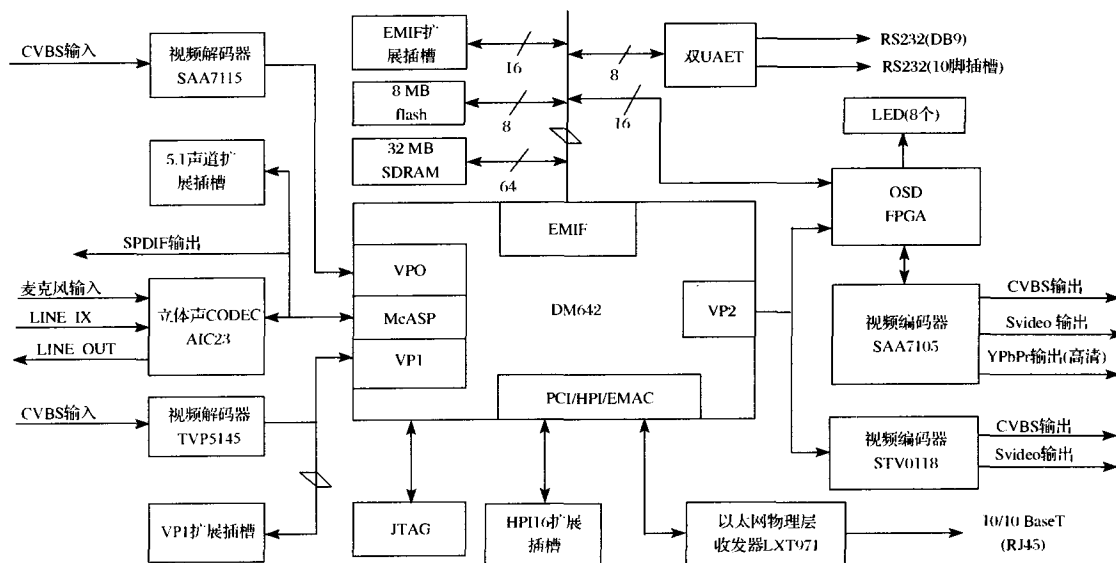 CVBS输入
视频解码器
SAA7115
EMIF扩
展插槽
16
8
双UAET
RS232(DB9)
RS232(10脚插槽)
8 MB
flash
8
16
LED(8个)
32 MB
SDRAM
64
5.1声道扩
展插槽
OSD
FPGA
EMIF
SPDIF输出
VPO
麦克风输入
LINE IX
LINE OUT
立体声CODEC
AIC23
McASP
DM642
VP2
VP1
视频编码器
SAA7105
CVBS输出
Svideo 输出
YPbPr输出(高清)
PCI/HPI/EMAC
CVBS输入
视频解码器
TVP5145
视频编码器
STV0118
CVBS输出
Svideo输出
VP1扩展插槽
JTAG
HPI16扩展
插槽
以太网物理层
收发器LXT971
10/10 BaseT
(RJ45)